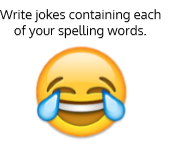 Write jokes containing each
of your spelling words.